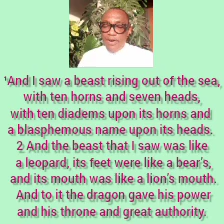 ¹And I saw a beast rising out of the sea,
with ten horns and seven heads,
with ten diadems upon its horns and
a blasphemous name upon its heads.
2 And the beast that I saw was like
a leopard, its feet were like a bear's,
and its mouth was like a lion's mouth.
And to it the dragon gave his power
and his throne and great authority.